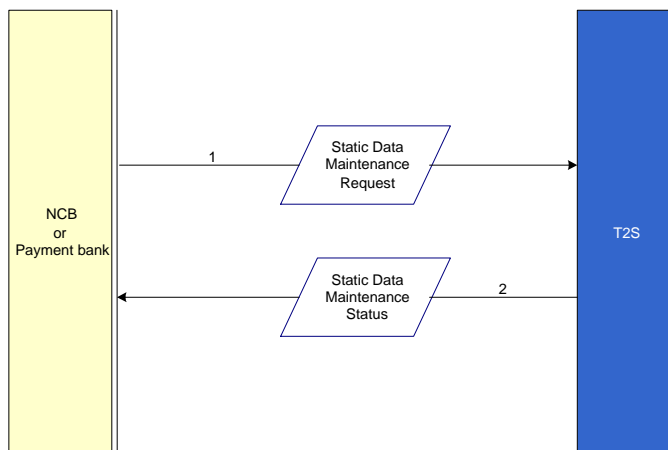 1
Static Data
Maintenance
Request
NCB
or
Payment bank
T2S
Static Data
Maintenance
Status
2